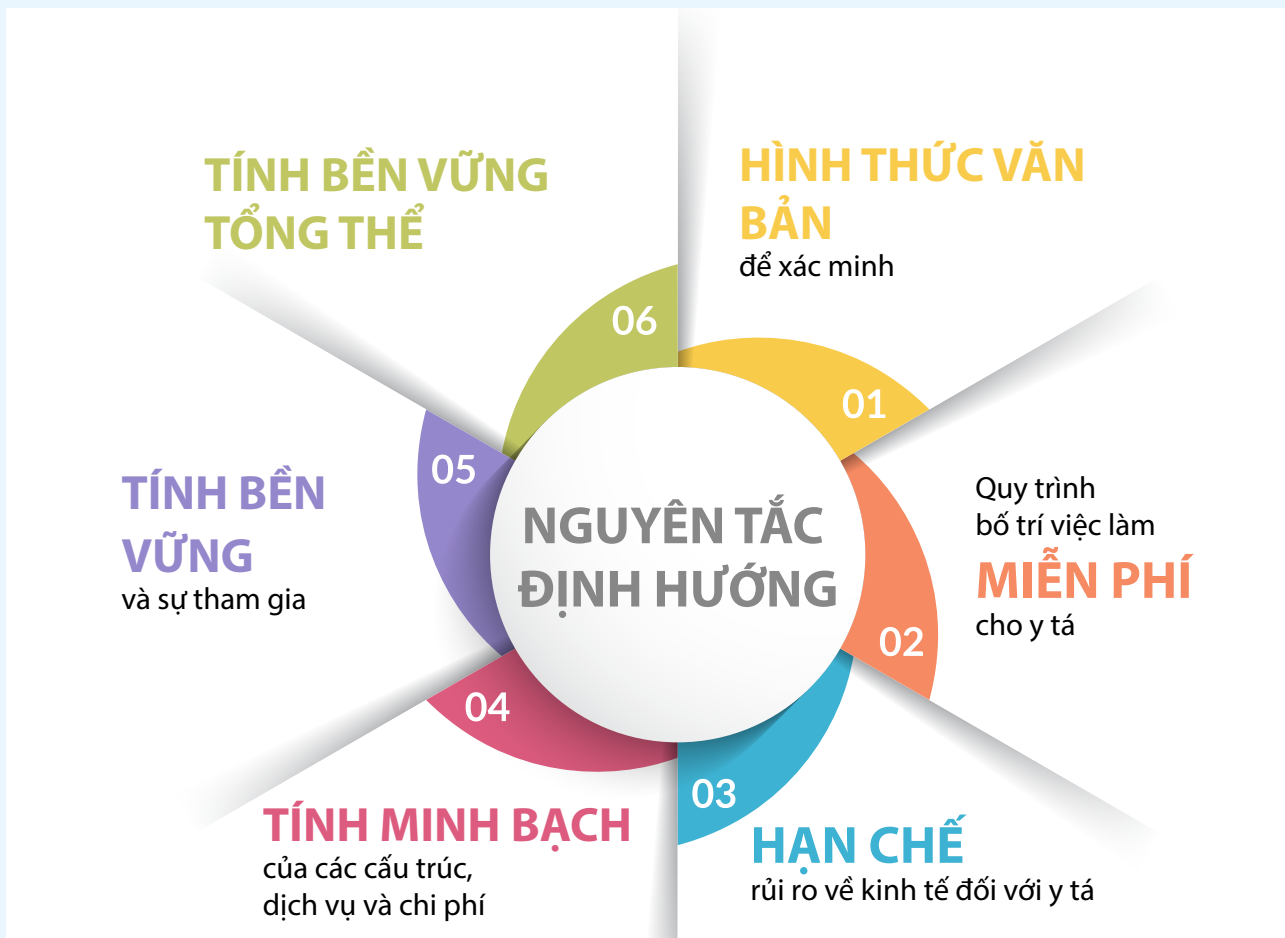 NGUYÊN TẮC
ĐỊNH HƯỚNG
01
HÌNH THỨC VĂN
BẢN
để xác minh
02
Quy trình
bố trí việc làm
MIỄN PHÍ
cho y tá
03
HẠN CHẾ
rủi ro về kinh tế đối với y tá
04
TÍNH MINH BẠCH
của các cấu trúc,
dịch vụ và chi phí
05
TÍNH BỀN
VỮNG
và sự tham gia
06
TÍNH BỀN VỮNG
TỔNG THỂ